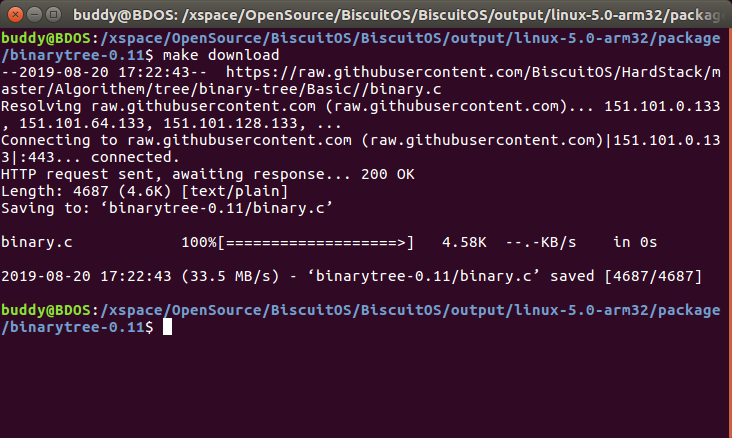 buddy@BDOS: /xspace/OpenSource/BiscuitOS/BiscuitOS/output/linux-5.0-arm32/package
buddy@BDOS:/xspace/OpenSource/BiscuitOS/BiscuitOS/output/linux-5.0-arm32/package
/binarytree-0.11$ make download
--2019-08-20 17:22:43--  https://raw.githubusercontent.com/BiscuitOS/HardStack/m
aster/Algorithem/tree/binary-tree/Basic//binary.c
Resolving raw.githubusercontent.com (raw.githubusercontent.com)... 151.101.0.133
, 151.101.64.133, 151.101.128.133, ...
Connecting to raw.githubusercontent.com (raw.githubusercontent.com)|151.101.0.13
3|:443... connected.
HTTP request sent, awaiting response... 200 OK
Length: 4687 (4.6K) [text/plain]
Saving to: ‘binarytree-0.11/binary.c’
binary.c            100%[===================>]   4.58K  --.-KB/s    in 0s
2019-08-20 17:22:43 (33.5 MB/s) - ‘binarytree-0.11/binary.c’ saved [4687/4687]
buddy@BDOS:/xspace/OpenSource/BiscuitOS/BiscuitOS/output/linux-5.0-arm32/package
/binarytree-0.11$